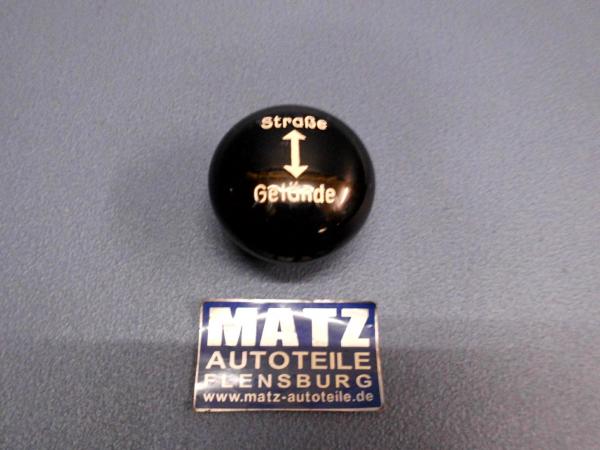 Straße
Gelände
MATZ
AUTOTEILE
FLENSBURG
www.matz-autoteile.de